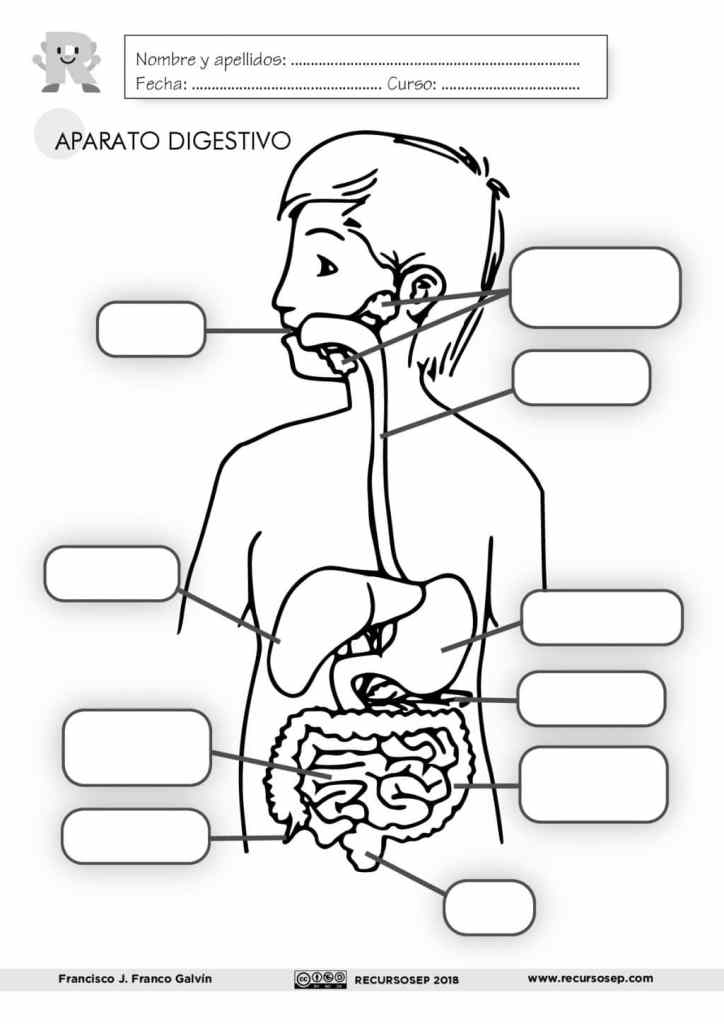 R
Nombre y apellidos: ..........................................................................
Fecha: ................................................. Curso: ....................................
APARATO DIGESTIVO
Francisco J. Franco Galvín
RECURSOSEP 2018
www.recursosep.com